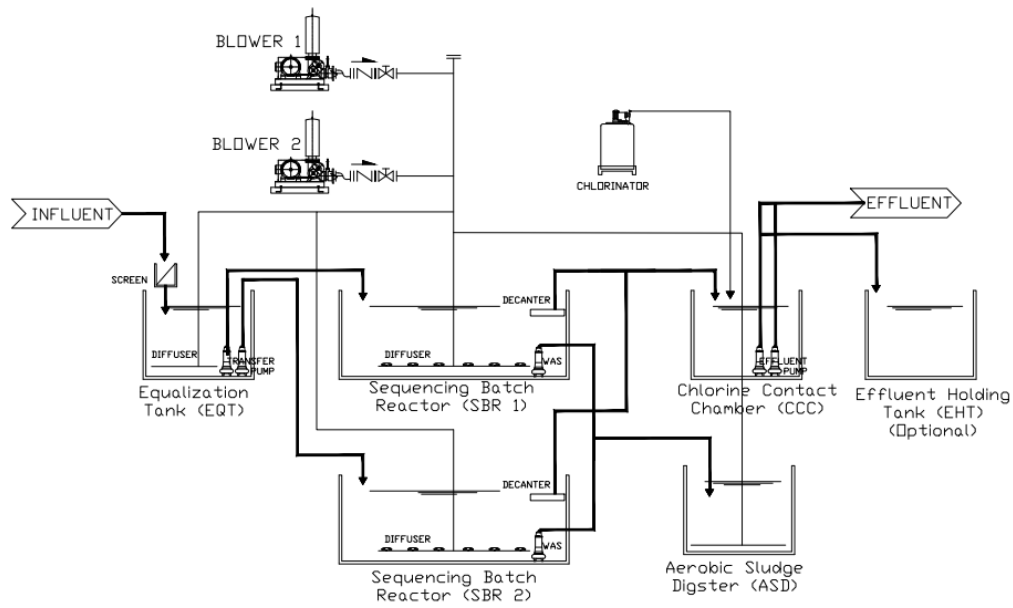 BLOWER 1
BLOWER 2
CHLORINATOR
INFLUENT
EFFLUENT
SCREEN
DECANTER
DIFFUSER
TRANSFER
PUMP
DIFFUSER
WAS
EFFLUENT
PUMP
Equalization
Tank (EQT)
Sequencing Batch
Reactor (SBR 1)
Chlorine Contact
Chamber (CCC)
Effluent Holding
Tank (EHT)
(Optional)
DECANTER
DIFFUSER
WAS
Sequencing Batch
Reactor (SBR 2)
Aerobic Sludge
Digster (ASD)